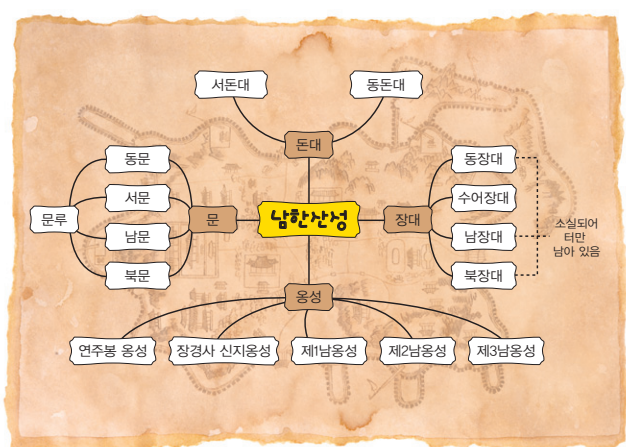 서돈대
동돈대
돈대
동문
서문
남문
북문
문루
문
남한산성
장대
동장대
수어장대
남장대
북장대
소실되어
터만
남아 있음
옹성
연주봉 옹성
장경사 신지옹성
제1남옹성
제2남옹성
제3남옹성